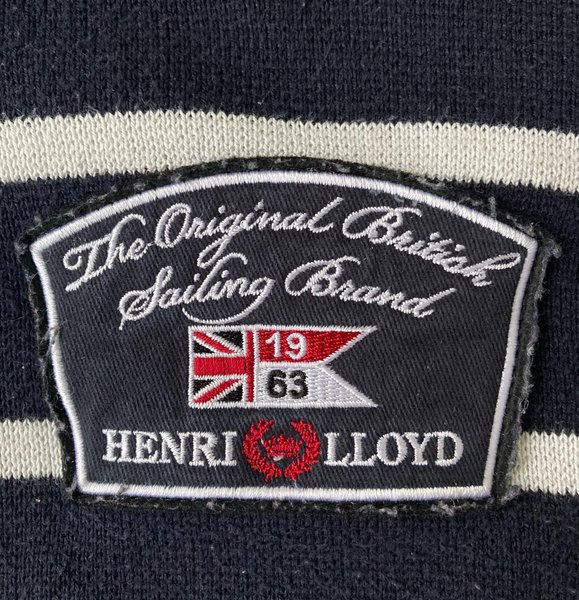 The Original British
Sailing Brand
19
63
HENRI LLOYD